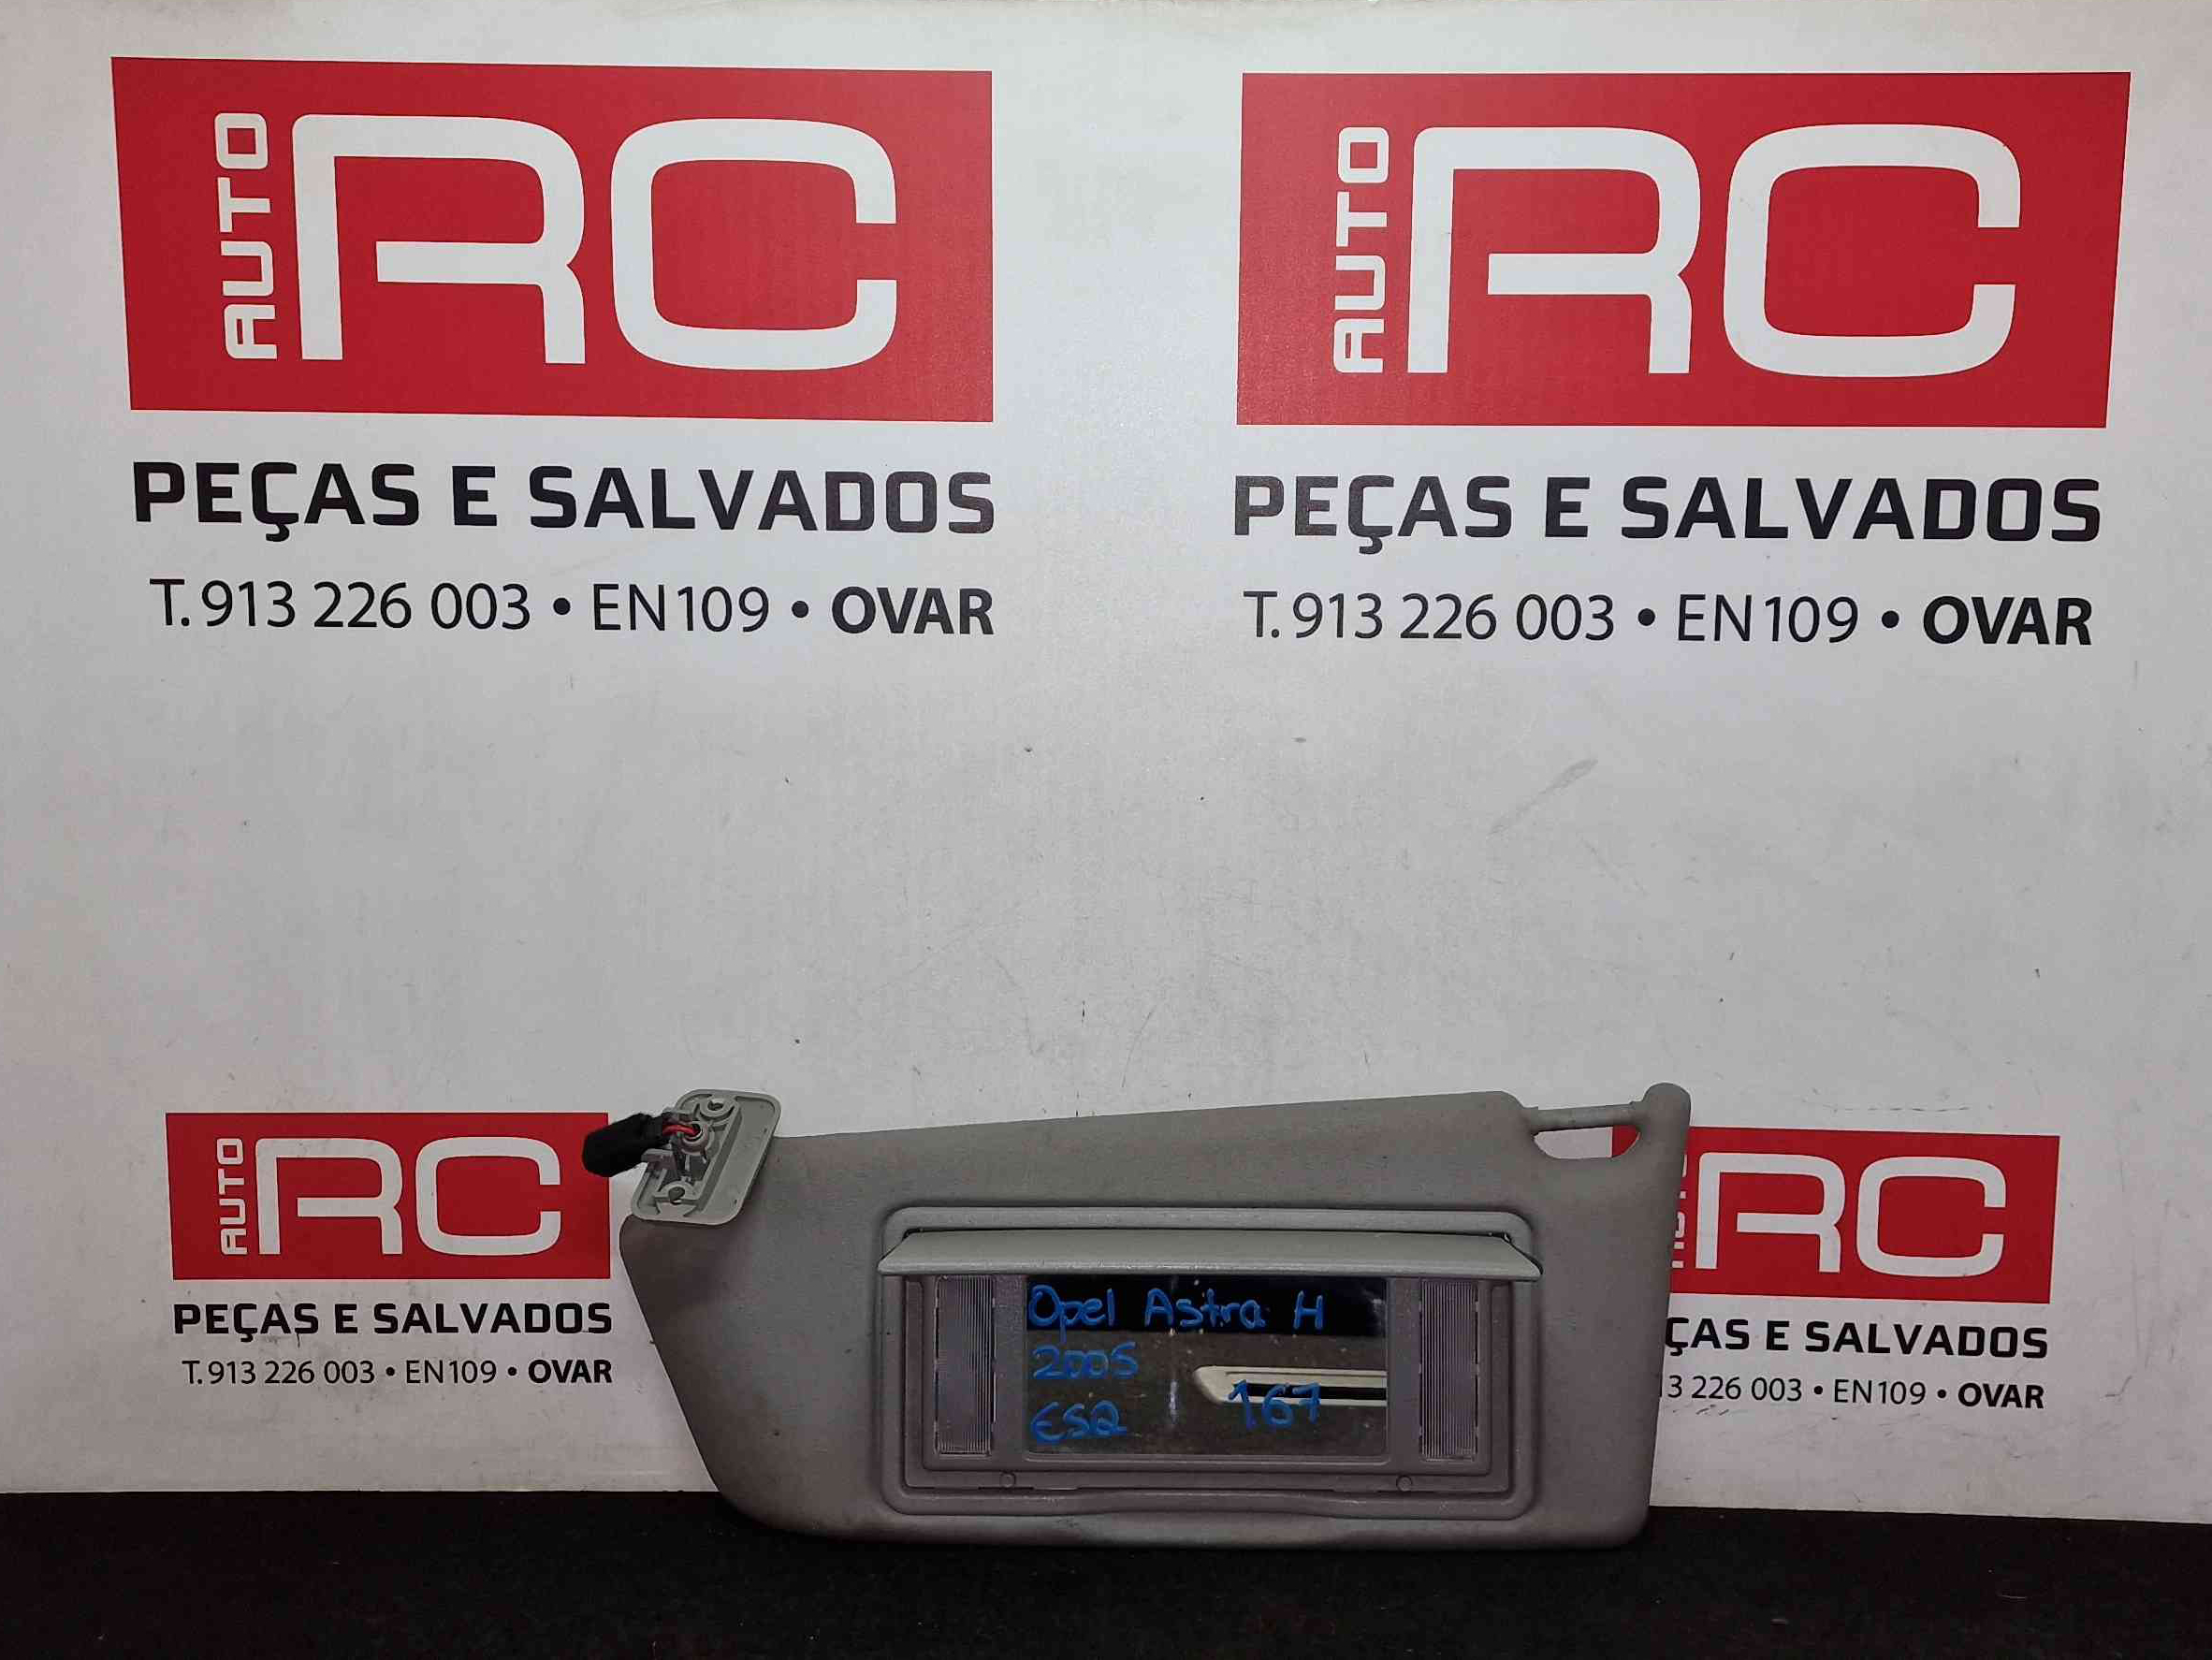 AUTO RC
PEÇAS E SALVADOS
T. 913 226 003 • EN109 • OVAR
AUTO RC
PEÇAS E SALVADOS
T. 913 226 003 • EN109 • OVAR
AUTO RC
PEÇAS E SALVADOS
T. 913 226 003 • EN109 • OVAR
Opel Astra H
2005
ESQ 167
RC
ÇAS E SALVADOS
13 226 003 • EN109 • OVAR